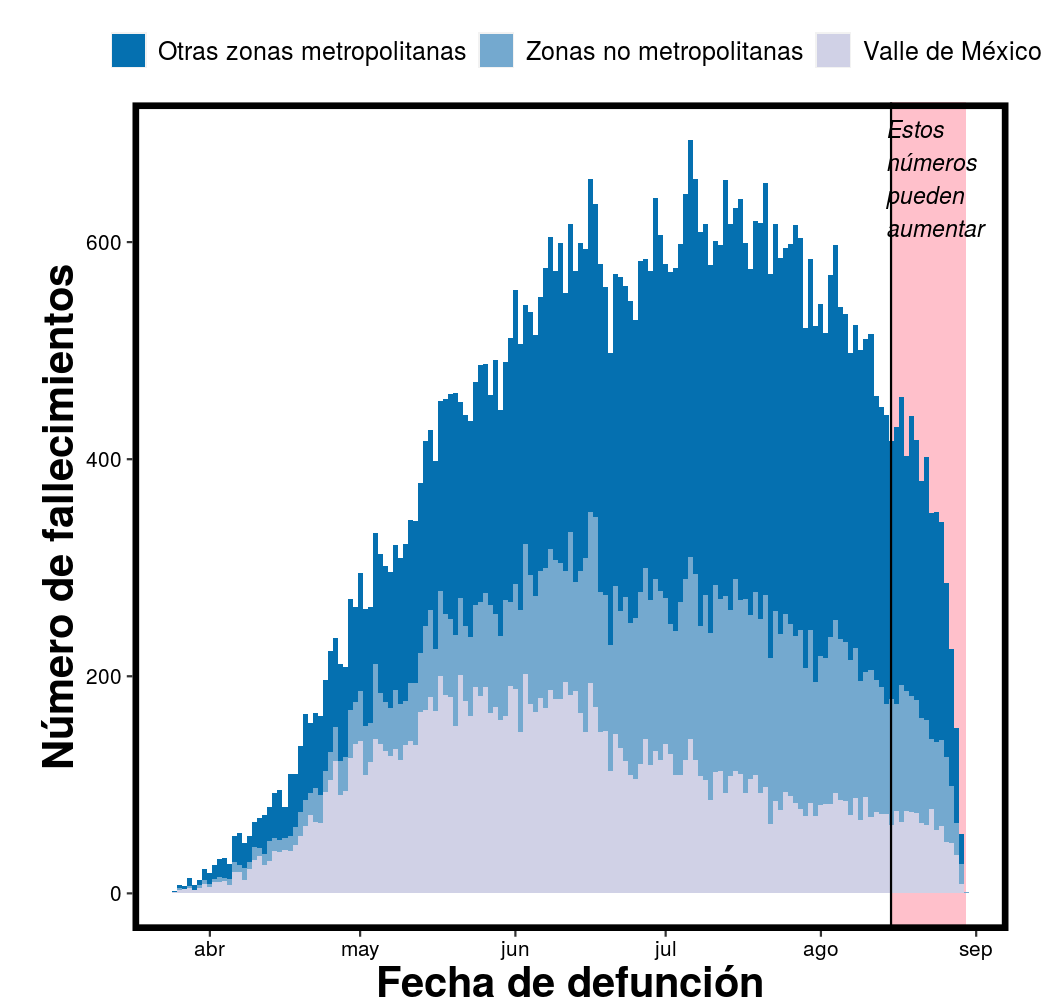 Otras zonas metropolitanas Zonas no metropolitanas Valle de México
Estos
números
pueden
aumentar
600
400
200
0
Número de fallecimientos
abr may jun jul ago sep
Fecha de defunción